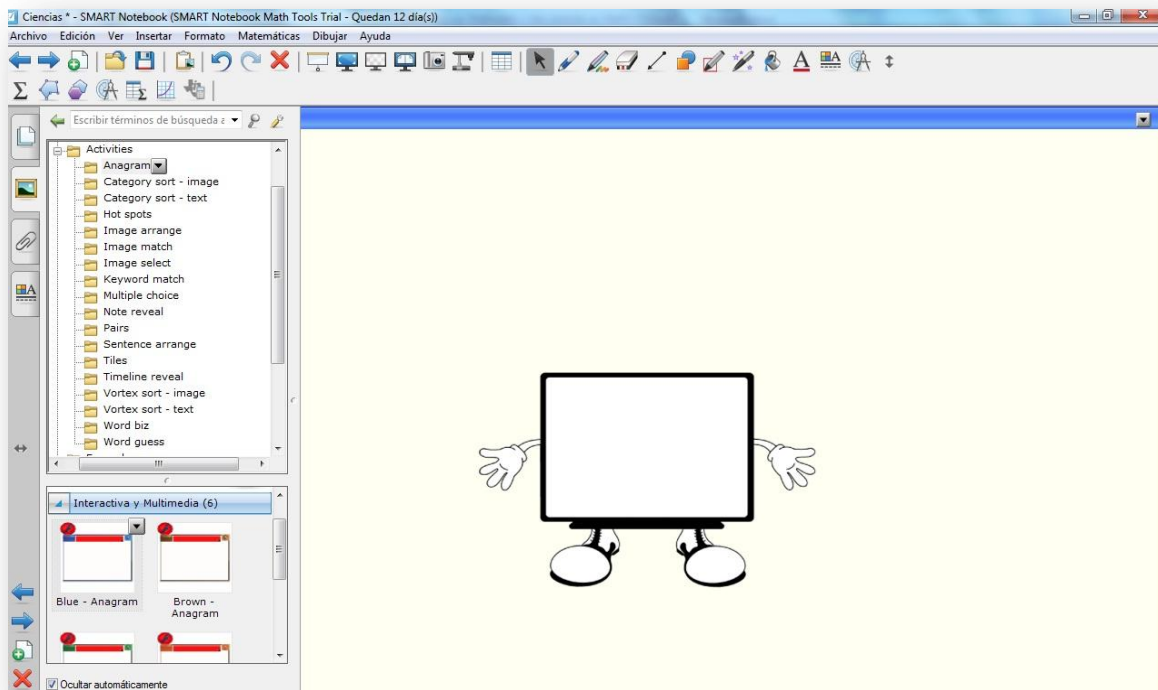 Ciencias * - SMART Notebook (SMART Notebook Math Tools Trial - Quedan 12 día(s))
Archivo Edición Ver Insertar Formato Matemáticas Dibujar Ayuda
Escribir términos de búsqueda a
Activities
Anagram
Category sort - image
Category sort - text
Hot spots
Image arrange
Image match
Image select
Keyword match
Multiple choice
Note reveal
Pairs
Sentence arrange
Tiles
Timeline reveal
Vortex sort - image
Vortex sort - text
Word biz
Word guess
Interactiva y Multimedia (6)
Blue - Anagram
Brown -
Anagram
Ocultar automáticamente